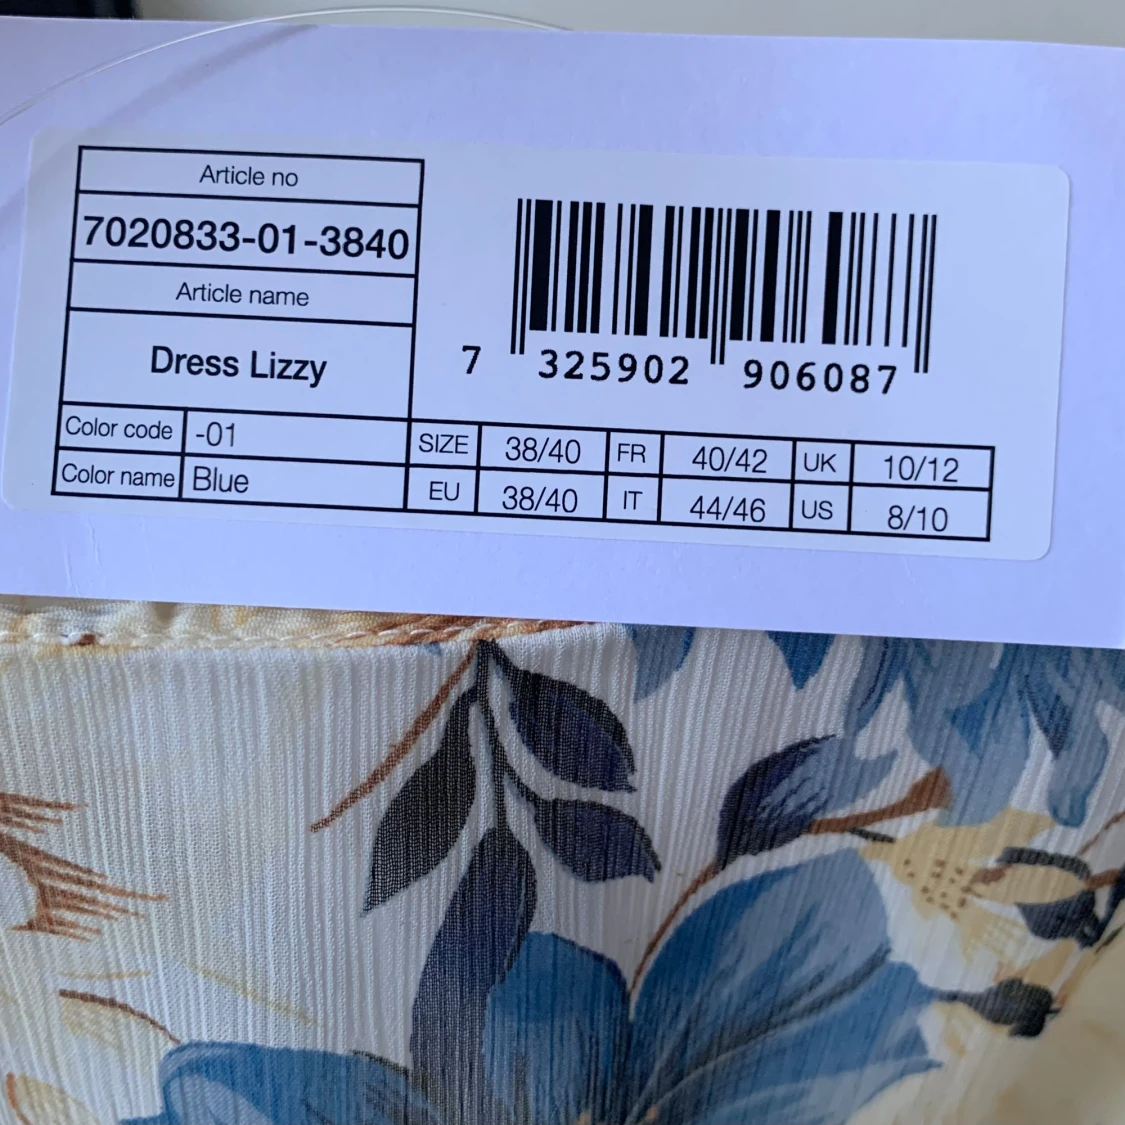 Article no
7020833-01-3840
Article name
Dress Lizzy
7 325902 906087
Color code -01 SIZE 38/40 FR 40/42 UK 10/12
Color name Blue EU 38/40 IT 44/46 US 8/10